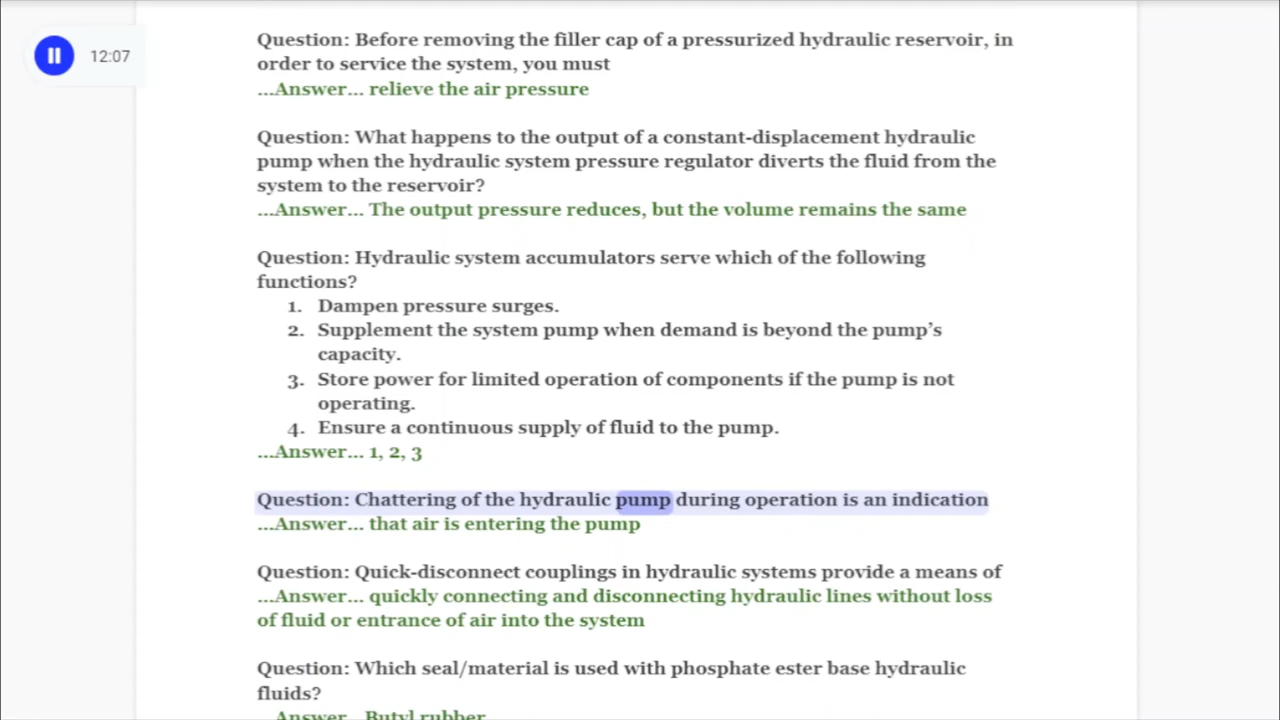 12:07
Question: Before removing the filler cap of a pressurized hydraulic reservoir, in
order to service the system, you must
...Answer... relieve the air pressure
Question: What happens to the output of a constant-displacement hydraulic
pump when the hydraulic system pressure regulator diverts the fluid from the
system to the reservoir?
...Answer... The output pressure reduces, but the volume remains the same
Question: Hydraulic system accumulators serve which of the following
functions?
1. Dampen pressure surges.
2. Supplement the system pump when demand is beyond the pump’s
capacity.
3. Store power for limited operation of components if the pump is not
operating.
4. Ensure a continuous supply of fluid to the pump.
...Answer... 1, 2, 3
Question: Chattering of the hydraulic pump during operation is an indication
...Answer... that air is entering the pump
Question: Quick-disconnect couplings in hydraulic systems provide a means of
...Answer... quickly connecting and disconnecting hydraulic lines without loss
of fluid or entrance of air into the system
Question: Which seal/material is used with phosphate ester base hydraulic
fluids?
...Answer... Butyl rubber